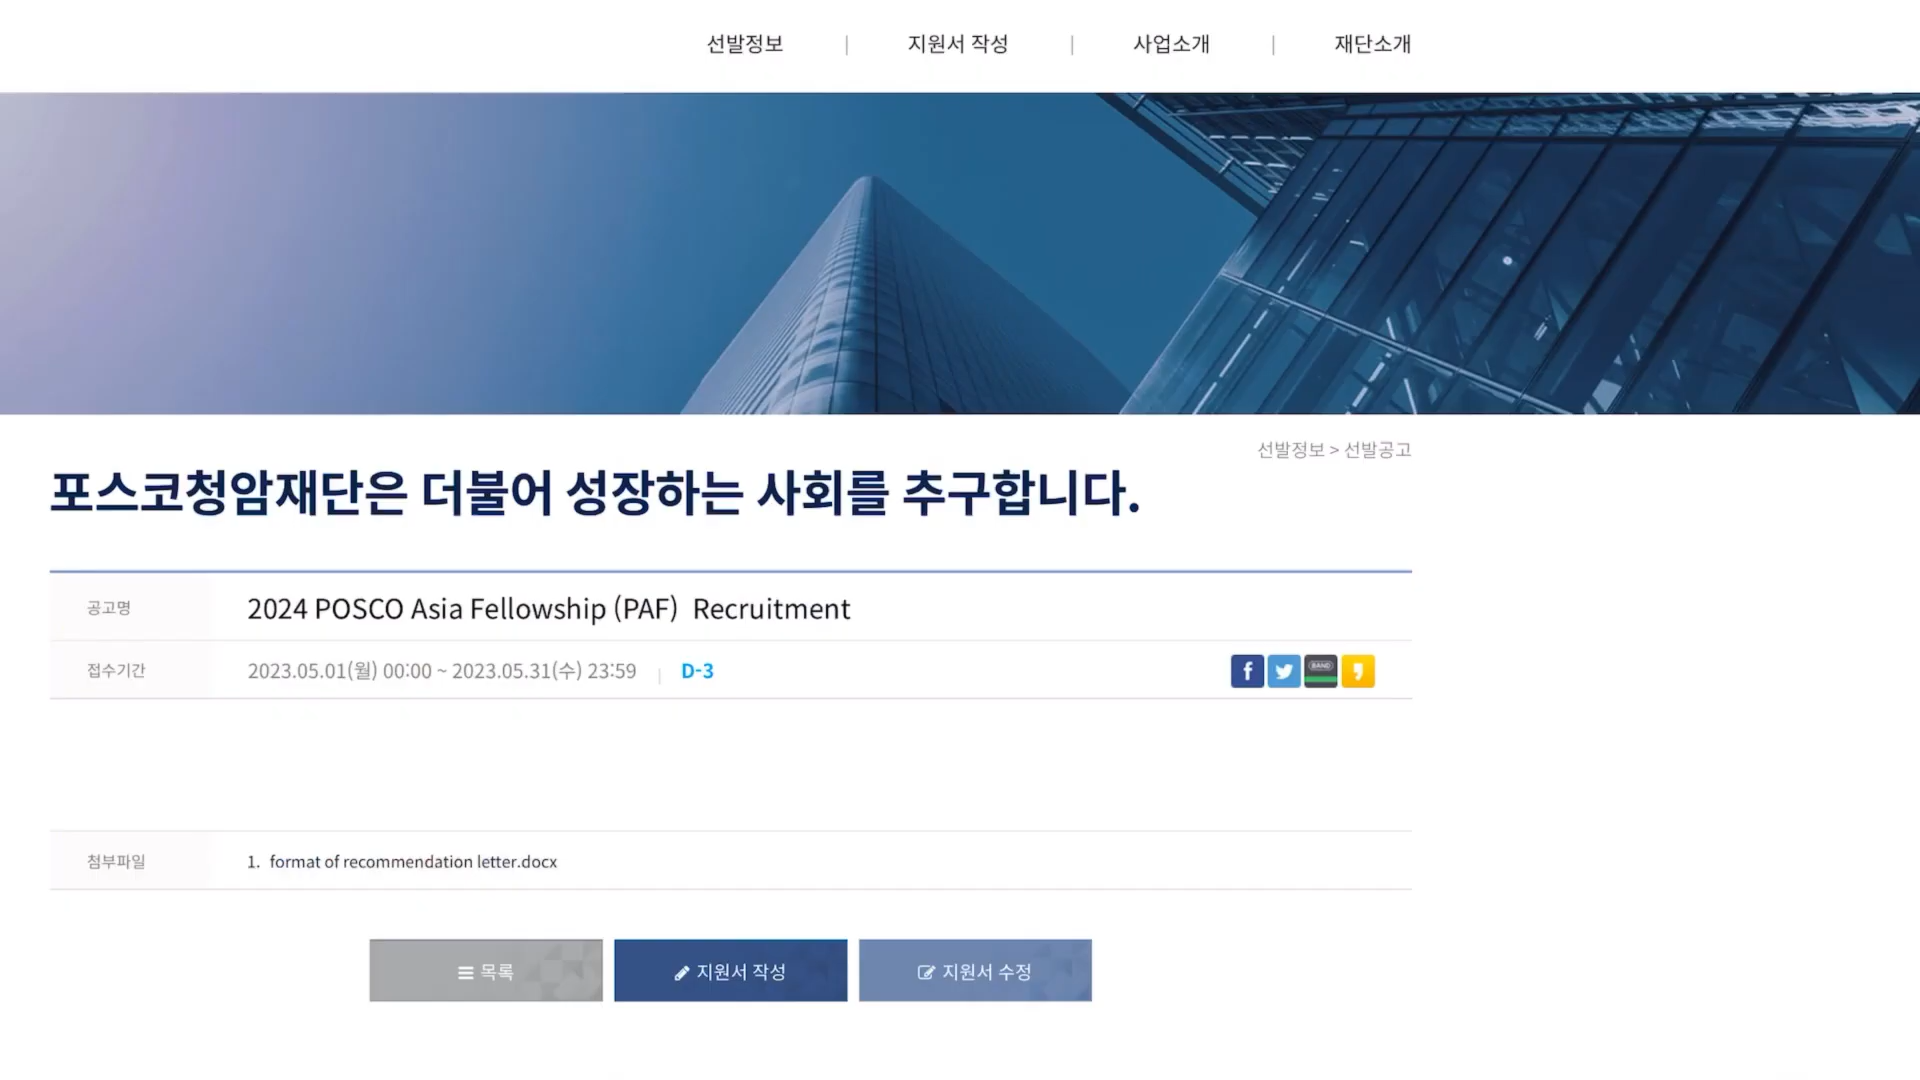 선발정보 | 지원서 작성 | 사업소개 | 재단소개
선발정보 > 선발공고
포스코청암재단은 더불어 성장하는 사회를 추구합니다.
공고명 2024 POSCO Asia Fellowship (PAF) Recruitment
접수기간 2023.05.01(월) 00:00 ~ 2023.05.31(수) 23:59 | D-3
BAND
첨부파일 1. format of recommendation letter.docx
목록 지원서 작성 지원서 수정